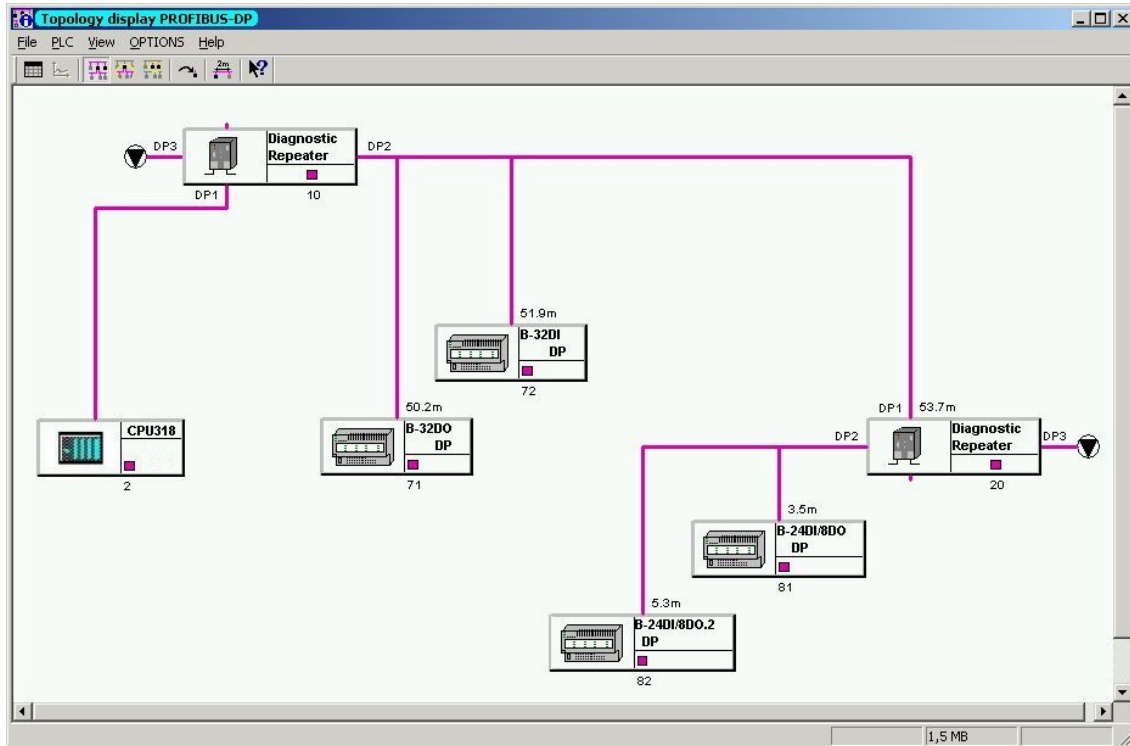 Topology display PROFIBUS-DP
File PLC View OPTIONS Help
2m
DP3
Diagnostic
Repeater
DP2
DP1
10
51.9m
B-32DI
DP
72
CPU318
2
50.2m
B-32DO
DP
71
DP1 53.7m
DP2
Diagnostic
Repeater
DP3
20
3.5m
B-24DI/8DO
DP
81
5.3m
B-24DI/8DO.2
DP
82
1,5 MB